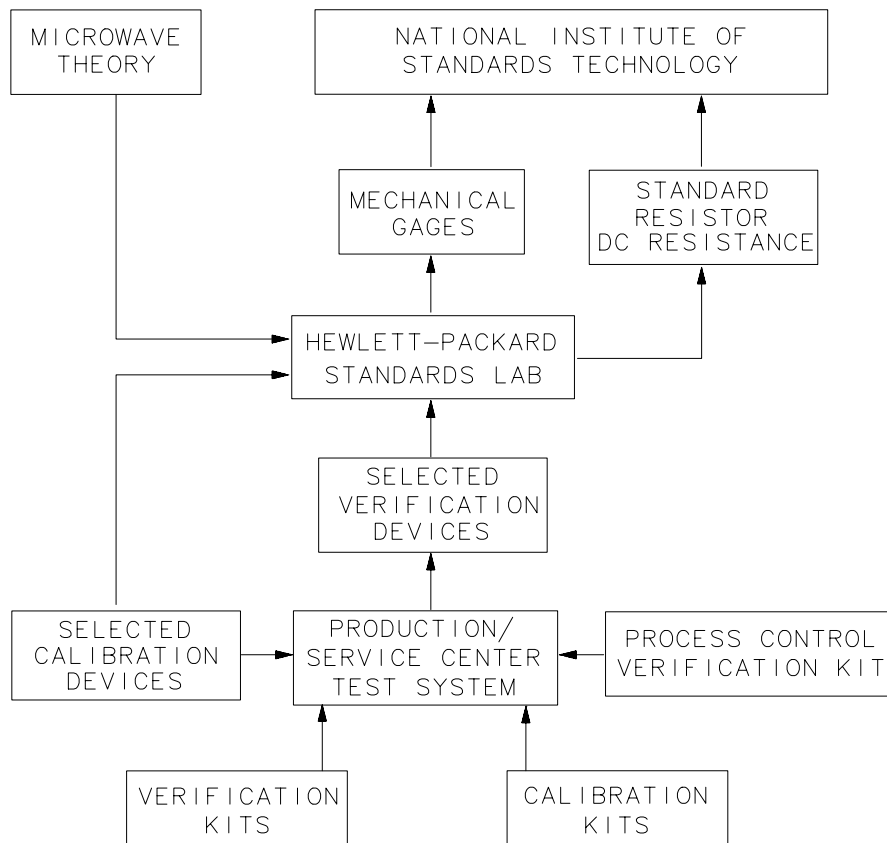 MICROWAVE
THEORY
NATIONAL INSTITUTE OF
STANDARDS TECHNOLOGY
MECHANICAL
GAGES
STANDARD
RESISTOR
DC RESISTANCE
HEWLETT-PACKARD
STANDARDS LAB
SELECTED
VERIFICATION
DEVICES
SELECTED
CALIBRATION
DEVICES
PRODUCTION/
SERVICE CENTER
TEST SYSTEM
PROCESS CONTROL
VERIFICATION KIT
VERIFICATION
KITS
CALIBRATION
KITS